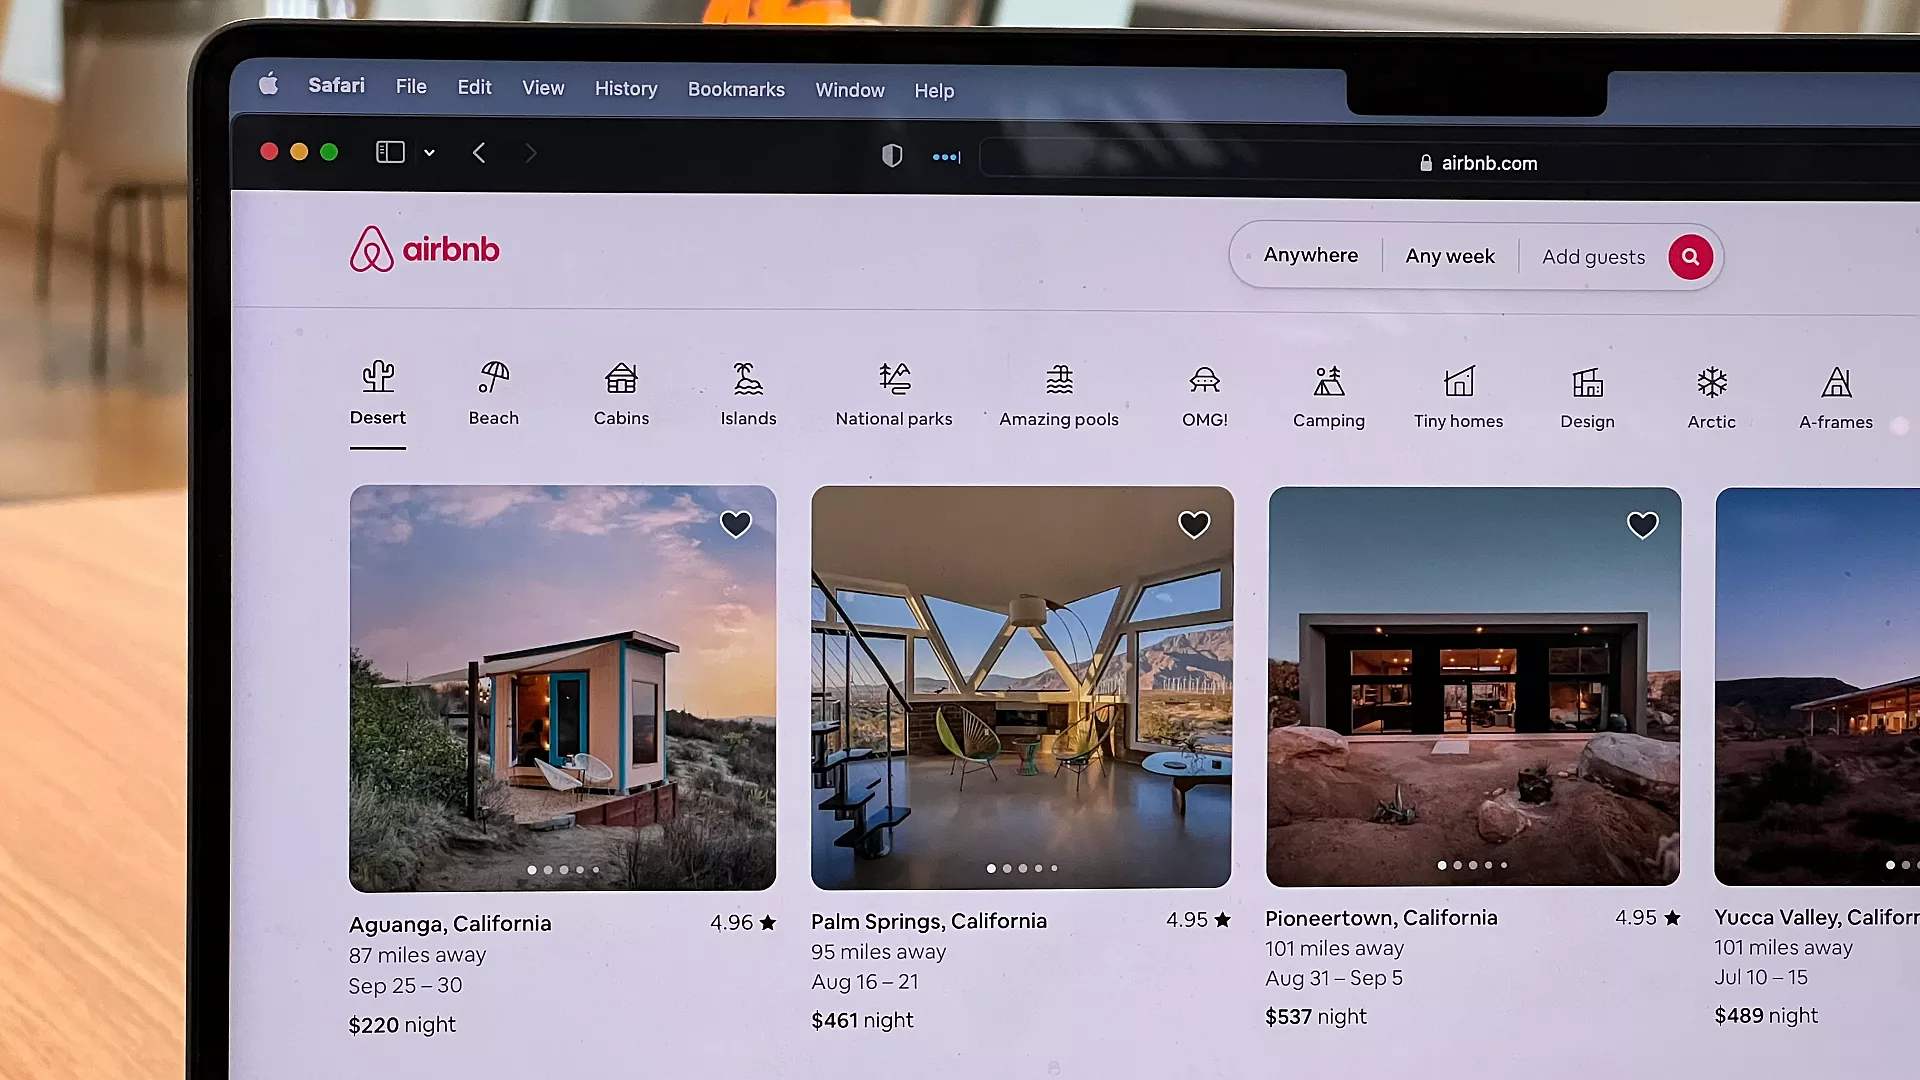 Safari File Edit View History Bookmarks Window Help
airbnb.com
airbnb
Anywhere Any week Add guests
Desert Beach Cabins Islands National parks Amazing pools OMG! Camping Tiny homes Design Arctic A-frames
Aguanga, California 4.96 ★
87 miles away
Sep 25 – 30
$220 night
Palm Springs, California 4.95 ★
95 miles away
Aug 16 – 21
$461 night
Pioneertown, California 4.95 ★
101 miles away
Aug 31 – Sep 5
$537 night
Yucca Valley, Califor
101 miles away
Jul 10 – 15
$489 night